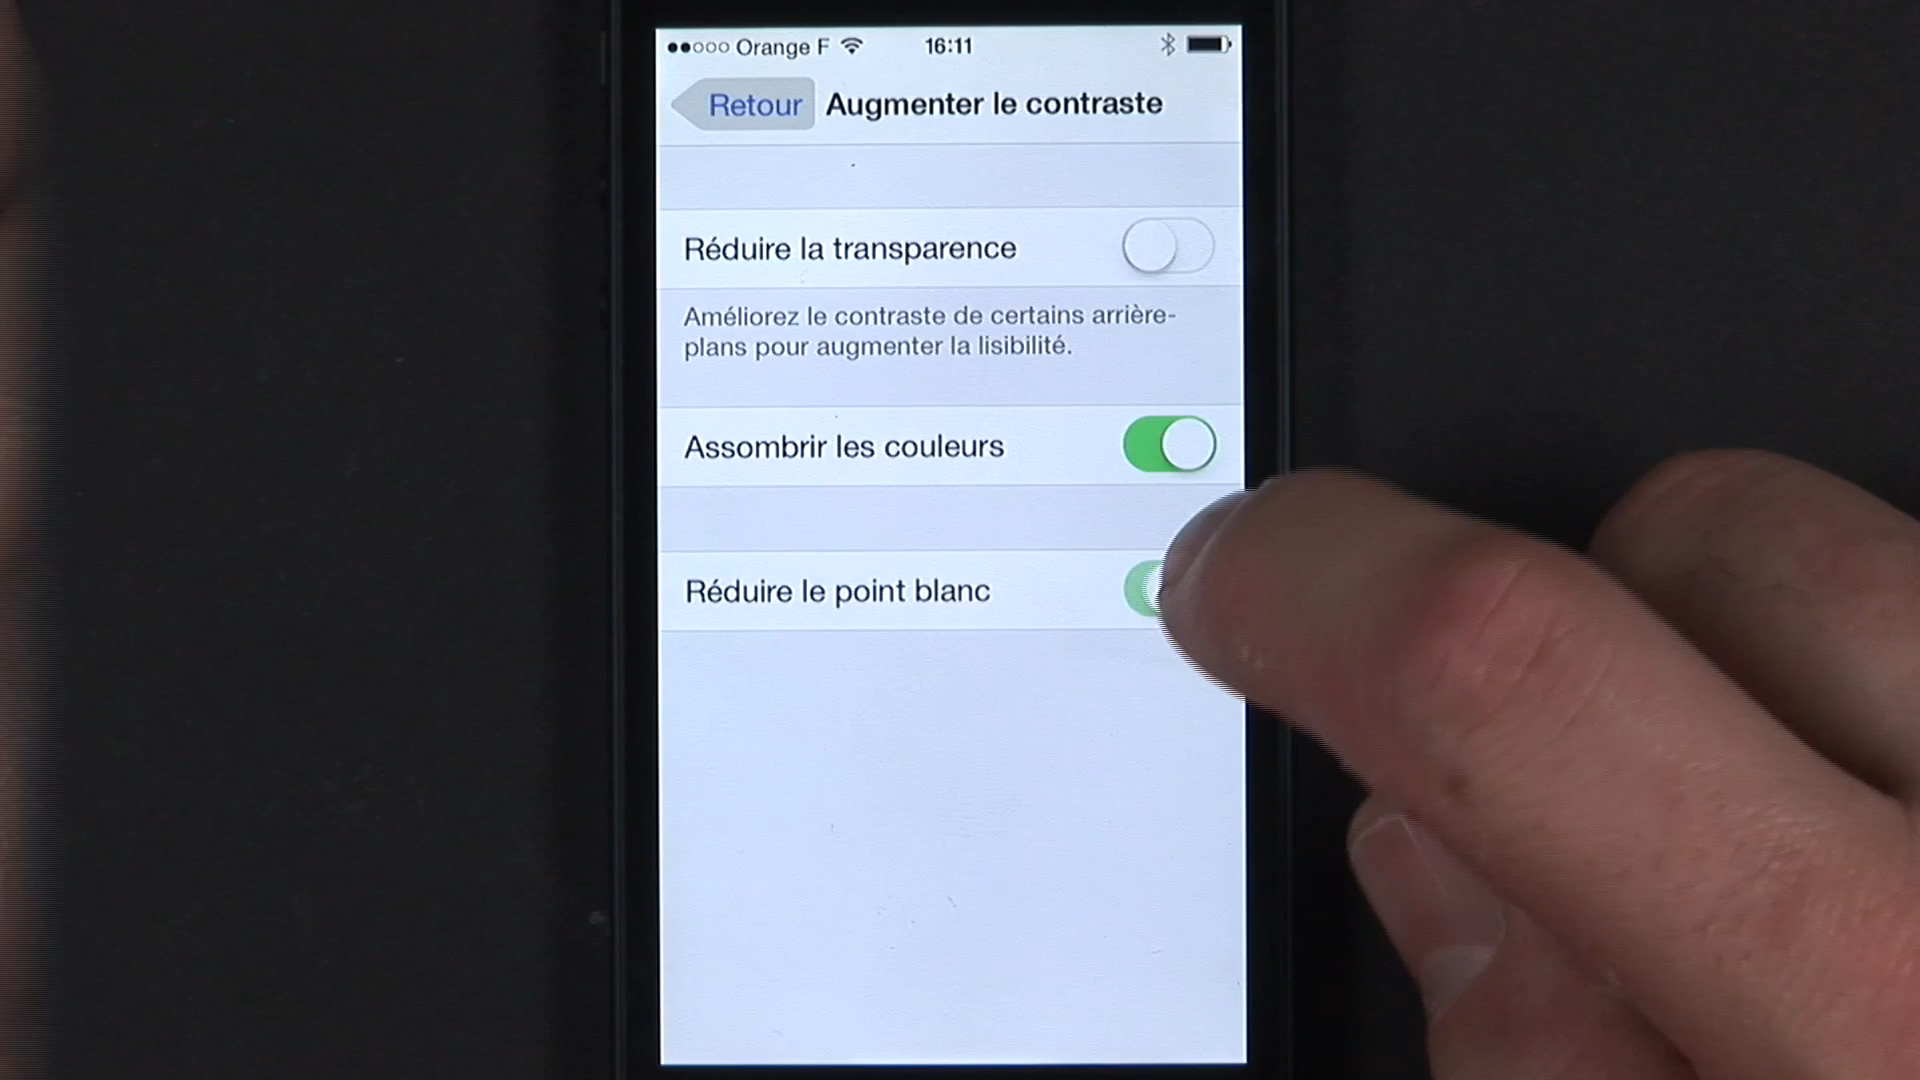 Orange F 16:11
Retour Augmenter le contraste
Réduire la transparence
Améliorez le contraste de certains arrière-
plans pour augmenter la lisibilité.
Assombrir les couleurs
Réduire le point blanc